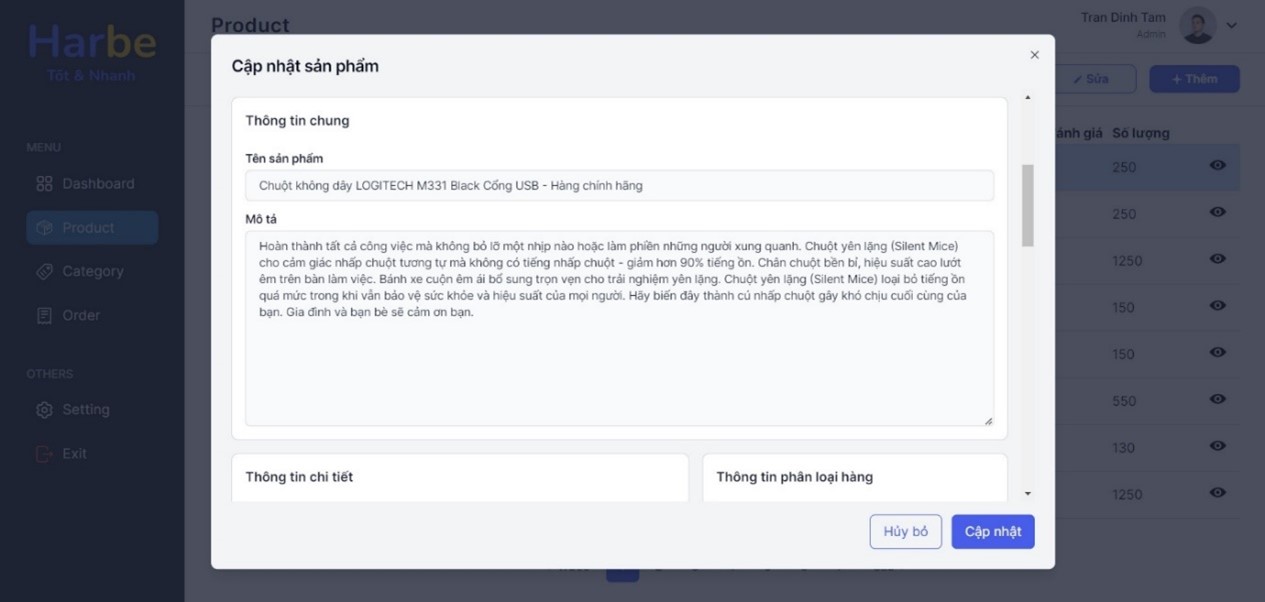 Harbe
Tốt & Nhanh
MENU
Dashboard
Product
Category
Order
OTHERS
Setting
Exit
Product
Tran Dinh Tam
Admin
Sửa
+ Thêm
ánh giá Số lượng
250
250
1250
150
150
550
130
1250
Cập nhật sản phẩm
Thông tin chung
Tên sản phẩm
Chuột không dây LOGITECH M331 Black Cổng USB - Hàng chính hãng
Mô tả
Hoàn thành tất cả công việc mà không bỏ lỡ một nhịp nào hoặc làm phiền những người xung quanh. Chuột yên lặng (Silent Mice)
cho cảm giác nhấp chuột tương tự mà không có tiếng nhấp chuột - giảm hơn 90% tiếng ồn. Chân chuột bền bỉ, hiệu suất cao lướt
êm trên bàn làm việc. Bánh xe cuộn êm ái bổ sung trọn vẹn cho trải nghiệm yên lặng. Chuột yên lặng (Silent Mice) loại bỏ tiếng ồn
quá mức trong khi vẫn bảo vệ sức khỏe và hiệu suất của mọi người. Hãy biến đây thành cú nhấp chuột gây khó chịu cuối cùng của
bạn. Gia đình và bạn bè sẽ cảm ơn bạn.
Thông tin chi tiết
Thông tin phân loại hàng
Hủy bỏ
Cập nhật